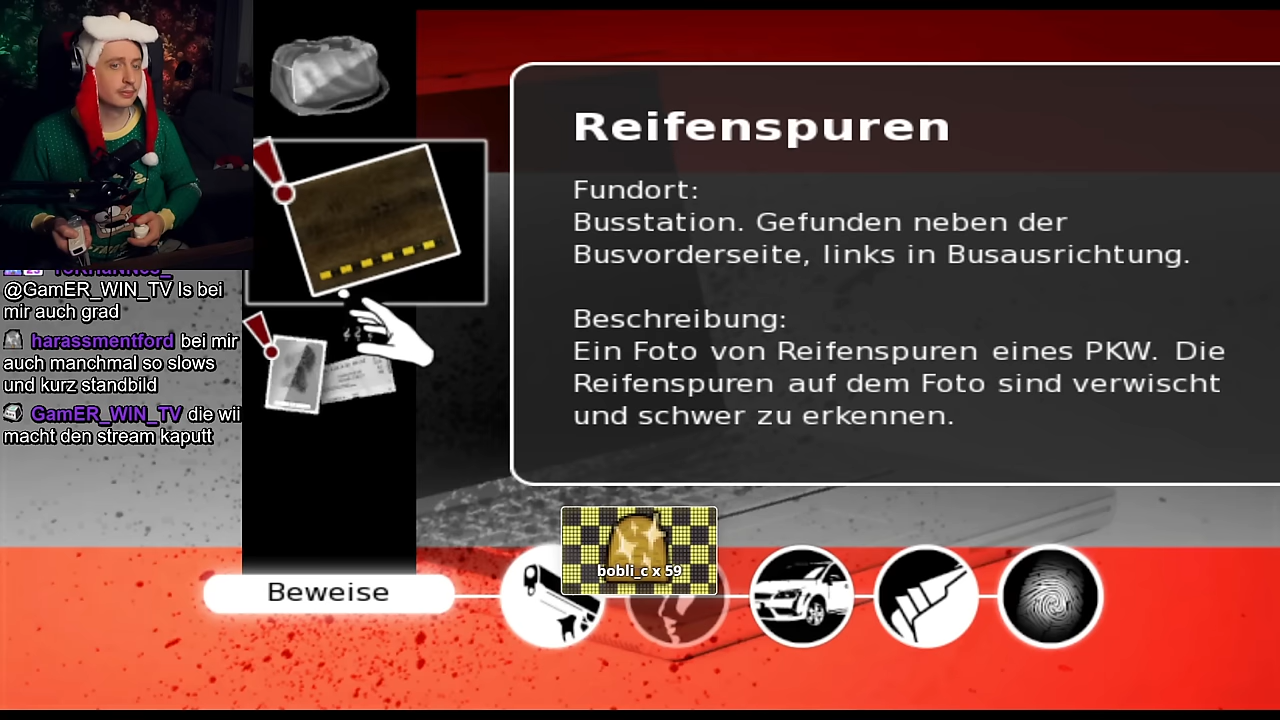 Reifenspuren
Fundort:
Busstation. Gefunden neben der
Busvorderseite, links in Busausrichtung.
Beschreibung:
Ein Foto von Reifenspuren eines PKW. Die
Reifenspuren auf dem Foto sind verwischt
und schwer zu erkennen.
@GamER_WIN_TV Is bei
mir auch grad
harassmentford bei mir
auch manchmal so slows
und kurz standbild
GamER_WIN_TV die wii
macht den stream kaputt
bobli_c x 59
Beweise